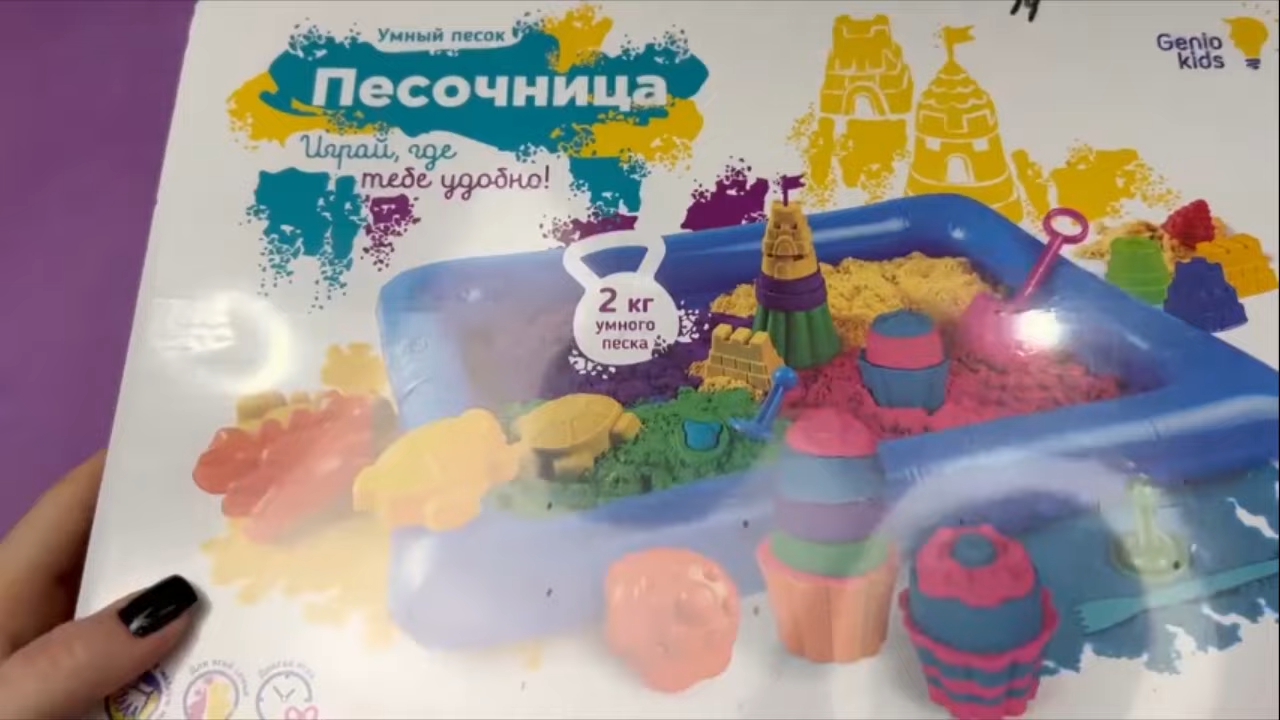 Умный песок
Песочница
Играй, где
тебе удобно!
Genio
kids
2 кг
умного
песка